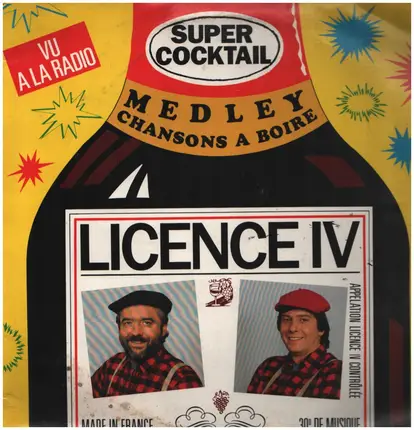 SUPER
COCKTAIL
VU
A LA RADIO
MEDLEY
CHANSONS A BOIRE
LICENCE IV
APPELATION LICENCE IV CONTRÔLÉE
MADE IN FRANCE
30° DE MUSIQUE